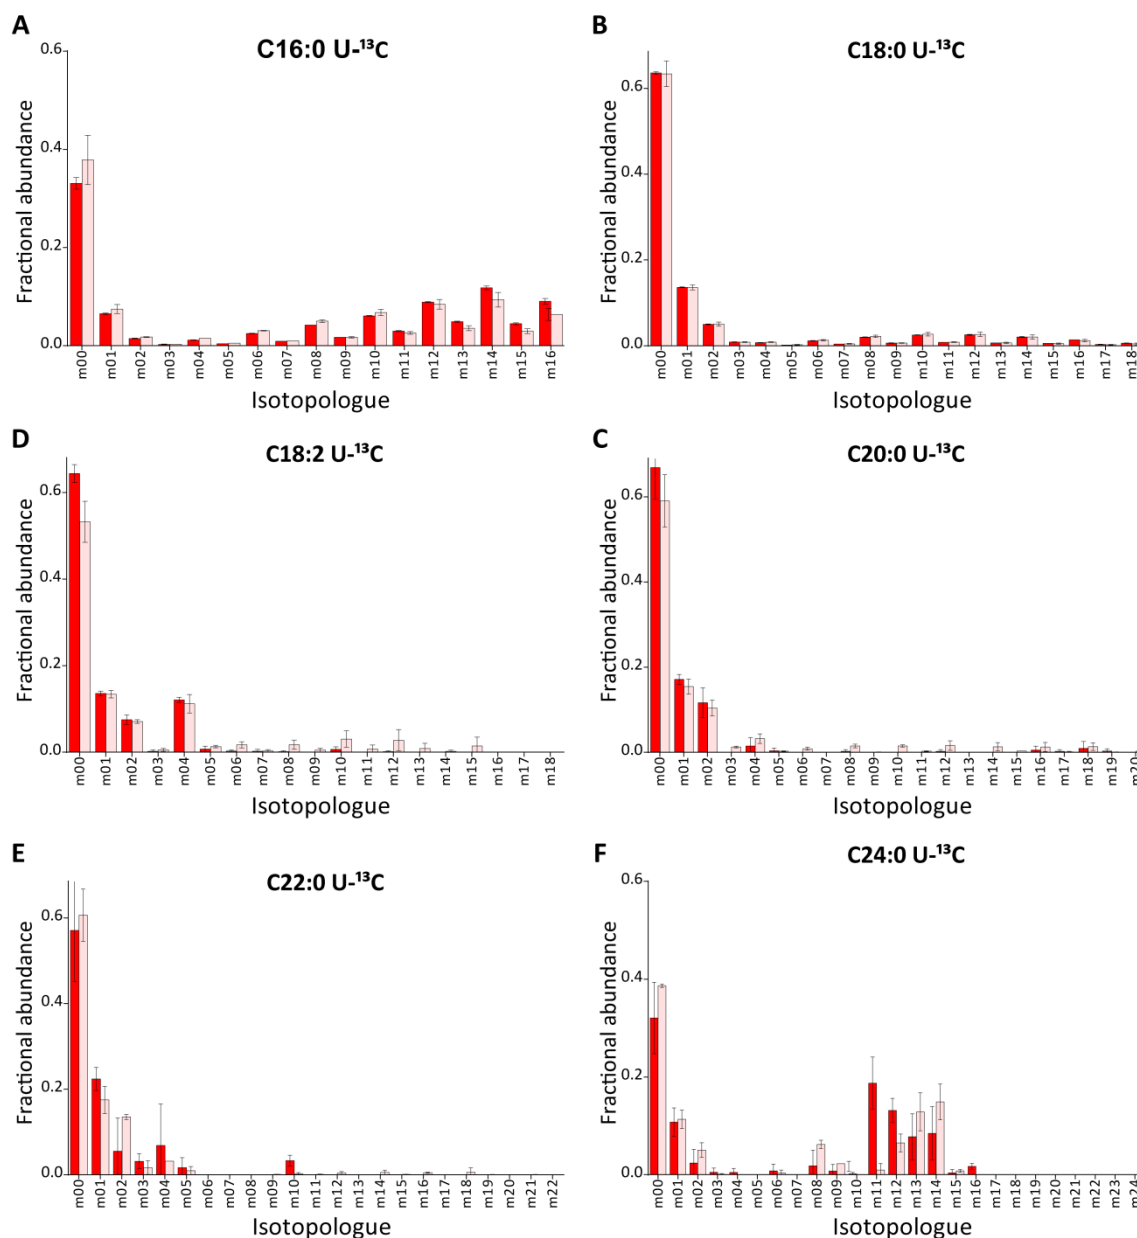 A
C16:0 U-¹³C
Fractional abundance
0.6
0.4
0.2
0.0
m00 m01 m02 m03 m04 m05 m06 m07 m08 m09 m10 m11 m12 m13 m14 m15 m16
Isotopologue
B
C18:0 U-¹³C
Fractional abundance
0.6
0.4
0.2
0.0
m00 m01 m02 m03 m04 m05 m06 m07 m08 m09 m10 m11 m12 m13 m14 m15 m16 m17 m18
Isotopologue
D
C18:2 U-¹³C
Fractional abundance
0.6
0.4
0.2
0.0
m00 m01 m02 m03 m04 m05 m06 m07 m08 m09 m10 m11 m12 m13 m14 m15 m16 m17 m18
Isotopologue
C
C20:0 U-¹³C
Fractional abundance
0.6
0.4
0.2
0.0
m00 m01 m02 m03 m04 m05 m06 m07 m08 m09 m10 m11 m12 m13 m14 m15 m16 m17 m18 m19 m20
Isotopologue
E
C22:0 U-¹³C
Fractional abundance
0.6
0.4
0.2
0.0
m00 m01 m02 m03 m04 m05 m06 m07 m08 m09 m10 m11 m12 m13 m14 m15 m16 m17 m18 m19 m20 m21 m22
Isotopologue
F
C24:0 U-¹³C
Fractional abundance
0.6
0.4
0.2
0.0
m00 m01 m02 m03 m04 m05 m06 m07 m08 m09 m10 m11 m12 m13 m14 m15 m16 m17 m18 m19 m20 m21 m22 m23 m24
Isotopologue